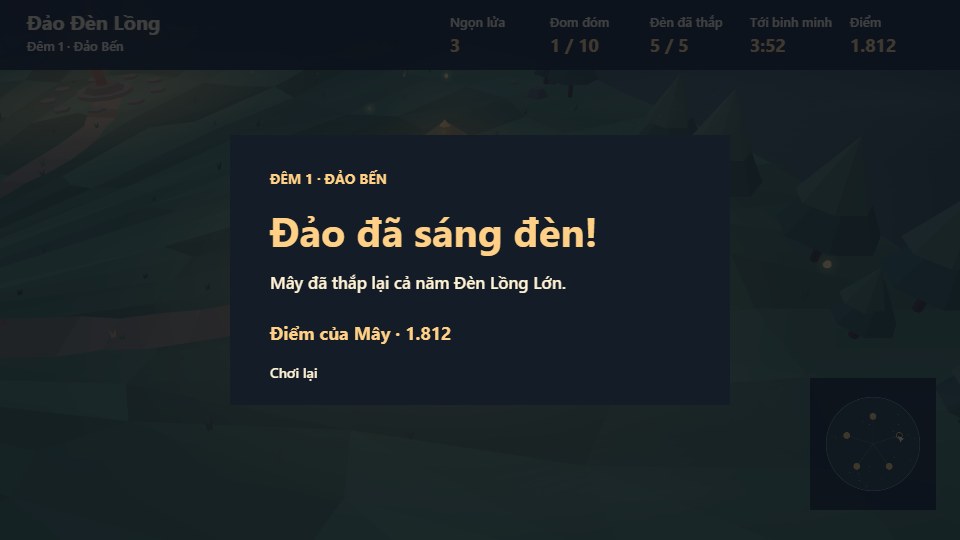 Đảo Đèn Lồng
Đêm 1 · Đảo Bến
Ngọn lửa
3
Đom đóm
1 / 10
Đèn đã thắp
5 / 5
Tới bình minh
3:52
Điểm
1.812
ĐÊM 1 · ĐẢO BẾN
Đảo đã sáng đèn!
Mây đã thắp lại cả năm Đèn Lồng Lớn.
Điểm của Mây · 1.812
Chơi lại